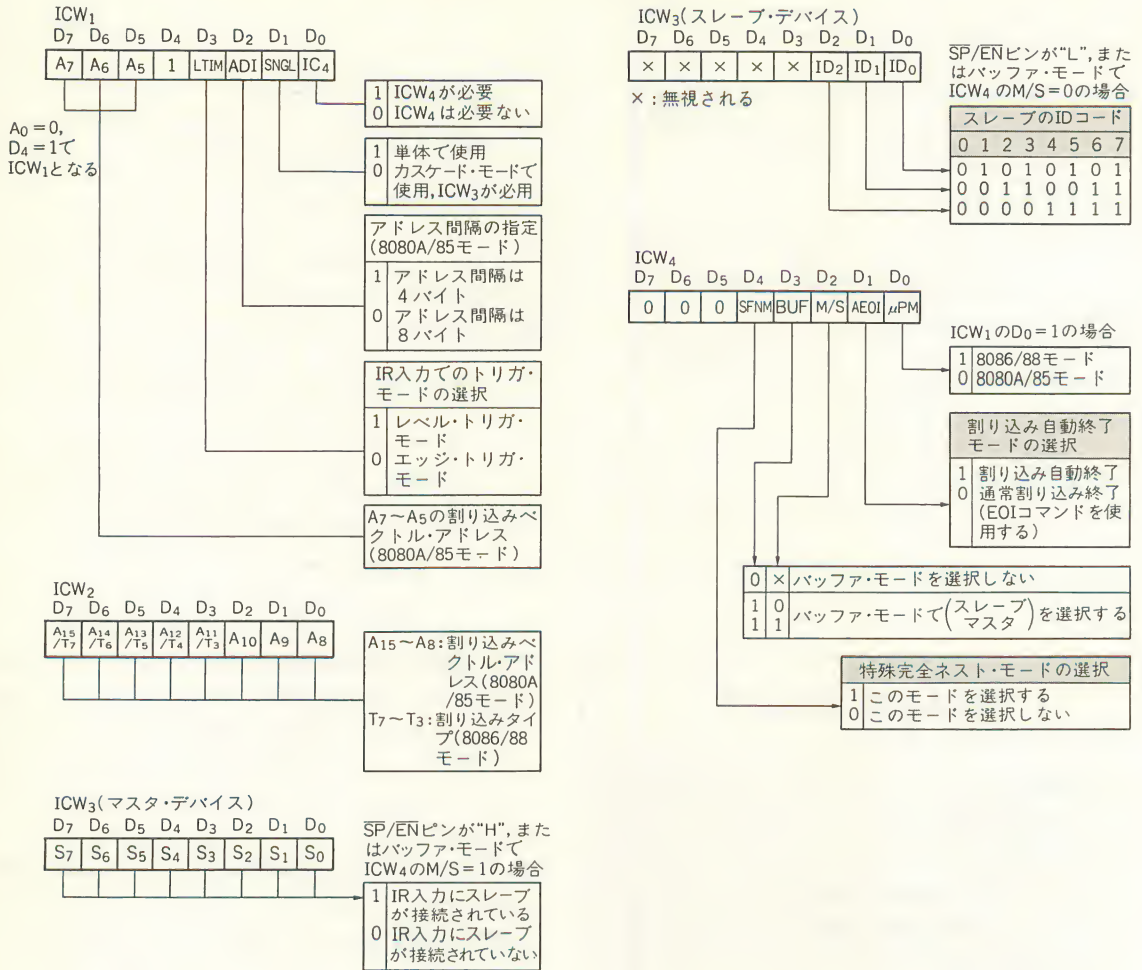 ICW1
D7 D6 D5 D4 D3 D2 D1 D0
A7 A6 A5 1 LTIM ADI SNGL IC4
A0=0,
D4=1で
ICW1となる
1 ICW4が必要
0 ICW4は必要ない
1 単体で使用
0 カスケード・モードで
使用,ICW3が必用
アドレス間隔の指定
(8080A/85モード)
1 アドレス間隔は
4バイト
0 アドレス間隔は
8バイト
IR入力でのトリガ・
モードの選択
1 レベル・トリガ・
モード
0 エッジ・トリガ・
モード
A7～A5の割り込みベ
クトル・アドレス
(8080A/85モード)
ICW2
D7 D6 D5 D4 D3 D2 D1 D0
A15/T7 A14/T6 A13/T5 A12/T4 A11/T3 A10 A9 A8
A15～A8:割り込みベ
クトル・アド
レス(8080A
/85モード)
T7～T3:割り込みタイ
プ(8086/88
モード)
ICW3(マスタ・デバイス)
D7 D6 D5 D4 D3 D2 D1 D0
S7 S6 S5 S4 S3 S2 S1 S0
SP/ENピンが"H",また
はバッファ・モードで
ICW4のM/S=1の場合
1 IR入力にスレーブ
が接続されている
0 IR入力にスレーブ
が接続されていない
ICW3(スレーブ・デバイス)
D7 D6 D5 D4 D3 D2 D1 D0
× × × × × ID2 ID1 ID0
×:無視される
SP/ENピンが"L",また
はバッファ・モードで
ICW4のM/S=0の場合
スレーブのIDコード
0 1 2 3 4 5 6 7
0 1 0 1 0 1 0 1
0 0 1 1 0 0 1 1
0 0 0 0 1 1 1 1
ICW4
D7 D6 D5 D4 D3 D2 D1 D0
0 0 0 SFNM BUF M/S AEOI μPM
ICW1のD0=1の場合
1 8086/88モード
0 8080A/85モード
割り込み自動終了
モードの選択
1 割り込み自動終了
0 通常割り込み終了
(EOIコマンドを使
用する)
0 × バッファ・モードを選択しない
1 0
1 1 バッファ・モードで(スレーブ マスタ)を選択する
特殊完全ネスト・モードの選択
1 このモードを選択する
0 このモードを選択しない